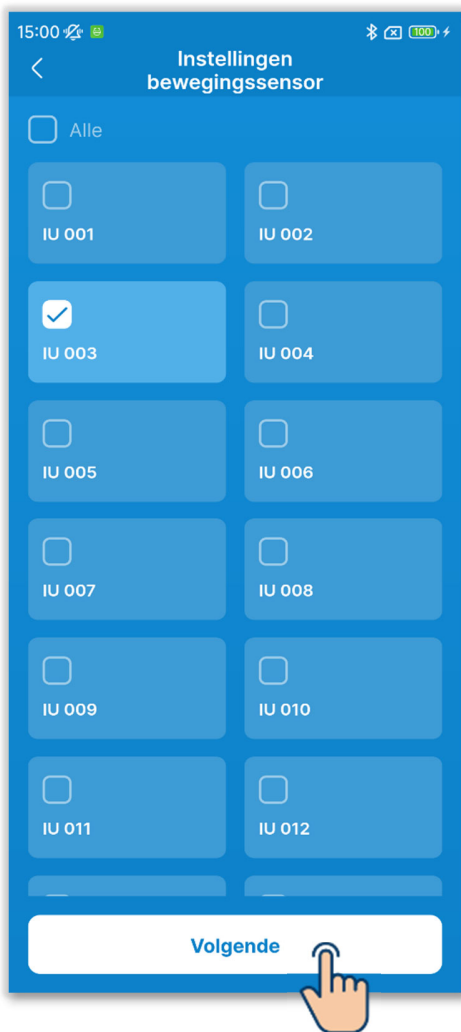 15:00
100
Instellingen
bewegingssensor
Alle
IU 001
IU 002
IU 003
IU 004
IU 005
IU 006
IU 007
IU 008
IU 009
IU 010
IU 011
IU 012
Volgende